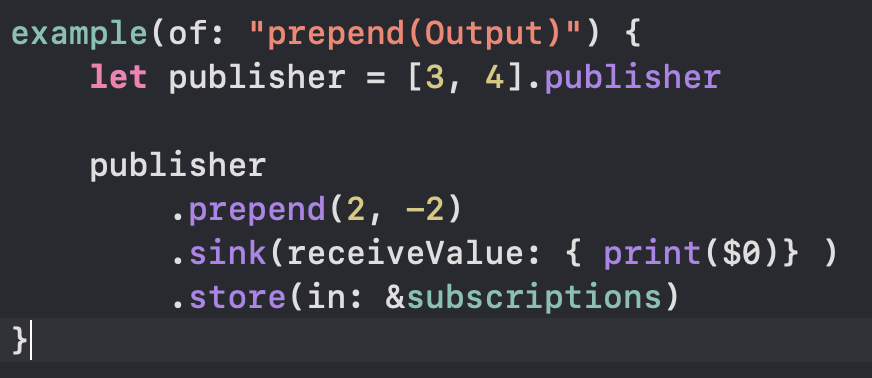 example(of: "prepend(Output)") {
    let publisher = [3, 4].publisher

    publisher
        .prepend(2, -2)
        .sink(receiveValue: { print($0)} )
        .store(in: &subscriptions)
}